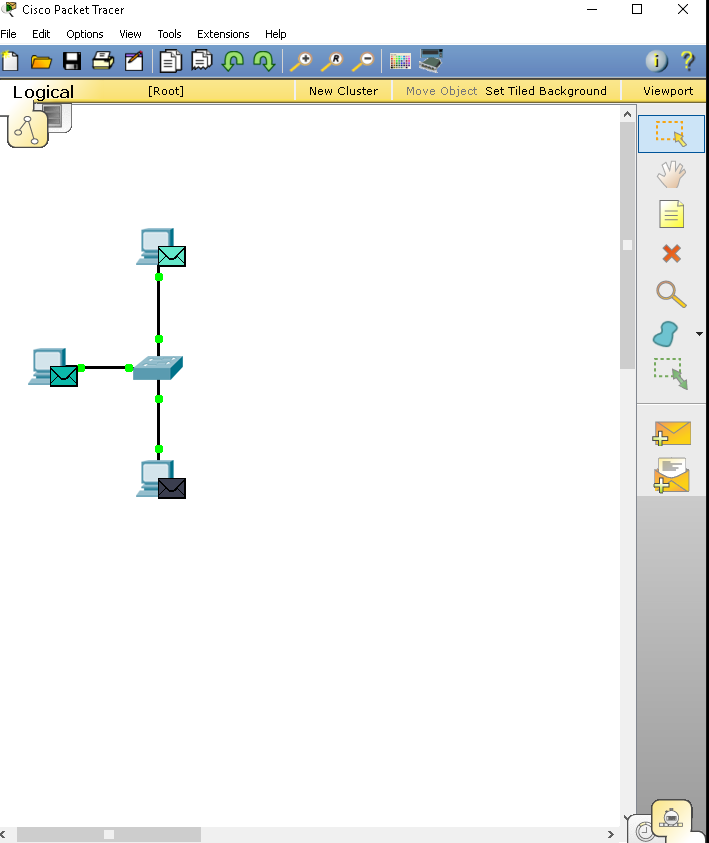 Cisco Packet Tracer
File Edit Options View Tools Extensions Help
R
i ?
Logical [Root] New Cluster Move Object Set Tiled Background Viewport